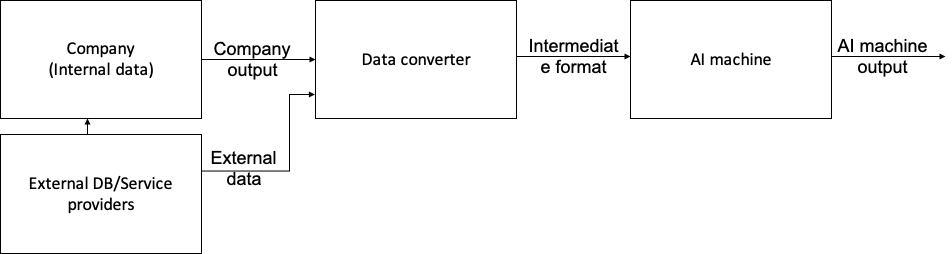 Company
(Internal data)
Company
output
Data converter
Intermediat
e format
AI machine
AI machine
output
External DB/Service
providers
External
data